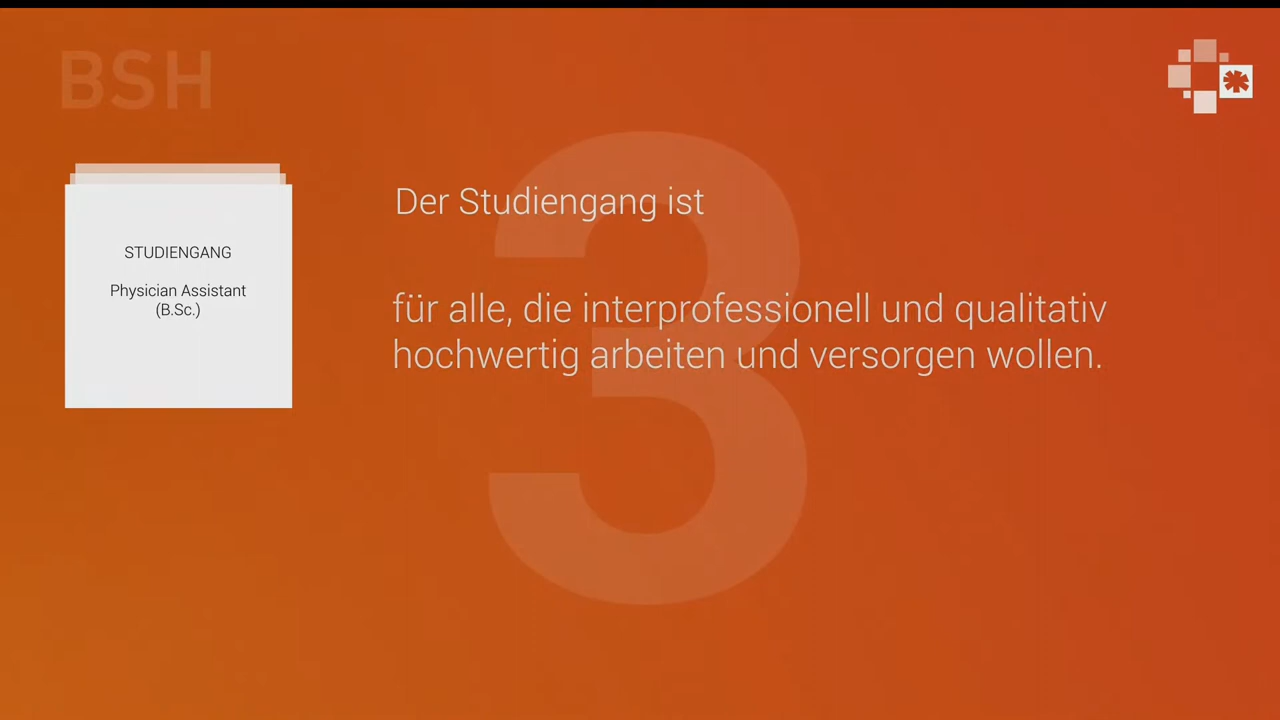 BSH
STUDIENGANG
Physician Assistant
(B.Sc.)
3
Der Studiengang ist
für alle, die interprofessionell und qualitativ
hochwertig arbeiten und versorgen wollen.